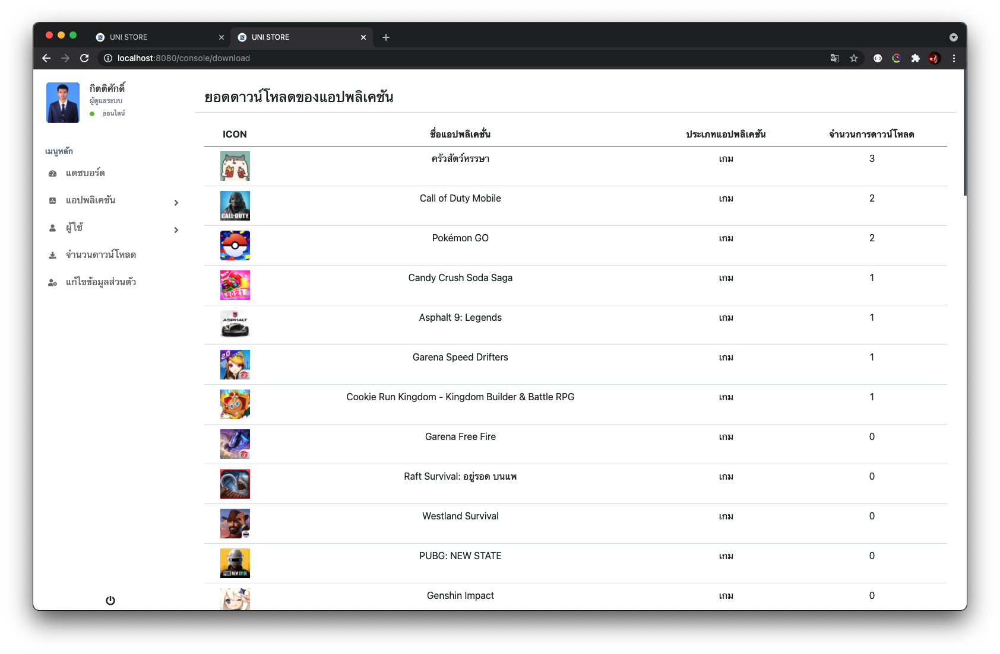 UNI STORE
UNI STORE
localhost:8080/console/download
กิตติศักดิ์
ผู้ดูแลระบบ
ออนไลน์
เมนูหลัก
แดชบอร์ด
แอปพลิเคชัน
ผู้ใช้
จำนวนดาวน์โหลด
แก้ไขข้อมูลส่วนตัว
ยอดดาวน์โหลดของแอปพลิเคชัน
ICON ชื่อแอปพลิเคชั่น ประเภทแอปพลิเคชัน จำนวนการดาวน์โหลด
ครัวสัตว์หรรษา เกม 3
CALL·DUTY Call of Duty Mobile เกม 2
Pokémon GO เกม 2
New 2021 Candy Crush Soda Saga เกม 1
ASPHALT Asphalt 9: Legends เกม 1
2.0 Garena Speed Drifters เกม 1
Cookie Run Kingdom - Kingdom Builder & Battle RPG เกม 1
Garena Free Fire เกม 0
Raft Survival: อยู่รอด บนแพ เกม 0
Westland Survival เกม 0
PUBG NEW STATE PUBG: NEW STATE เกม 0
Genshin Impact เกม 0